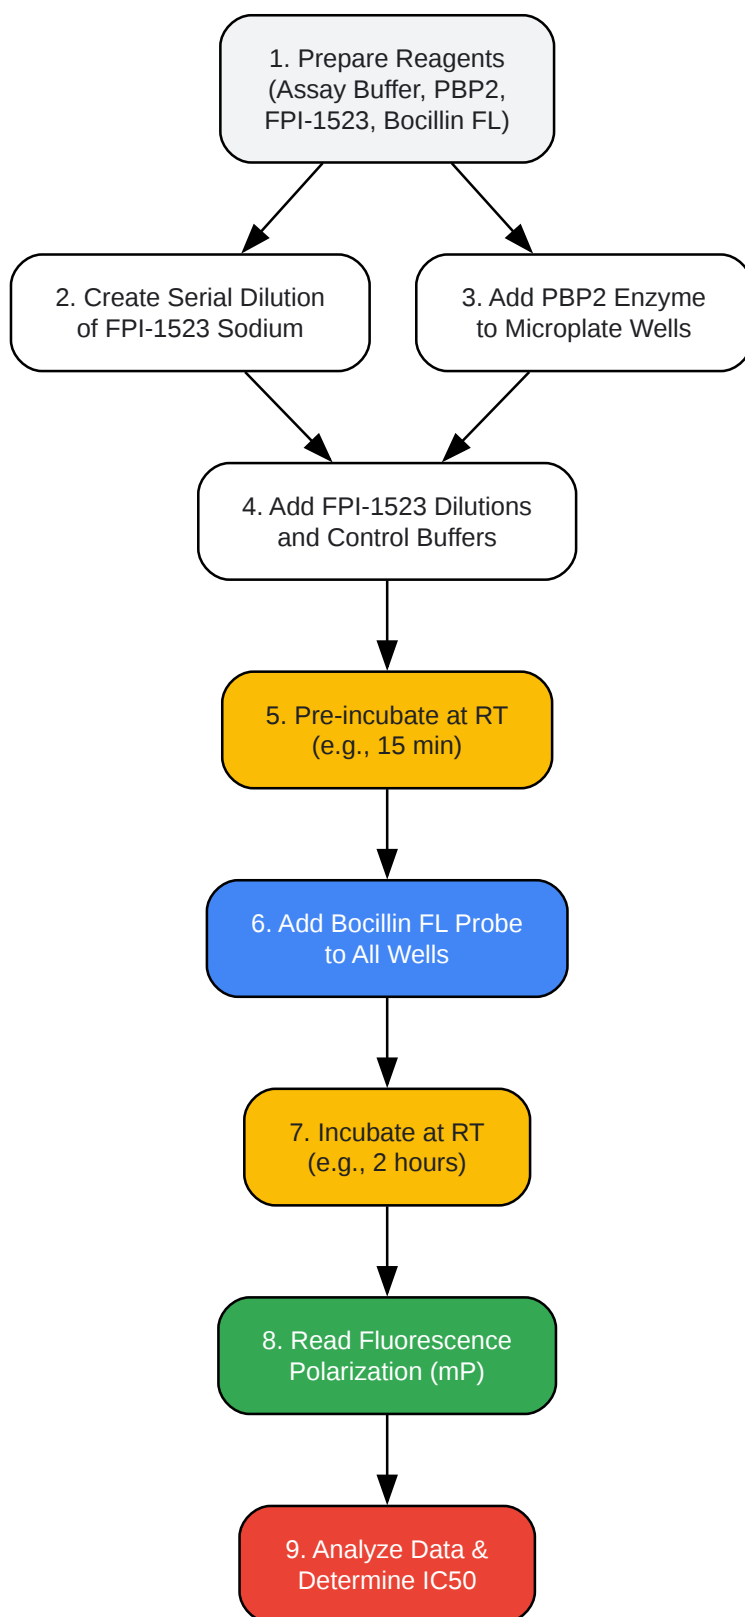 1. Prepare Reagents
(Assay Buffer, PBP2,
FPI-1523, Bocillin FL)
2. Create Serial Dilution
of FPI-1523 Sodium
3. Add PBP2 Enzyme
to Microplate Wells
4. Add FPI-1523 Dilutions
and Control Buffers
5. Pre-incubate at RT
(e.g., 15 min)
6. Add Bocillin FL Probe
to All Wells
7. Incubate at RT
(e.g., 2 hours)
8. Read Fluorescence
Polarization (mP)
9. Analyze Data &
Determine IC50